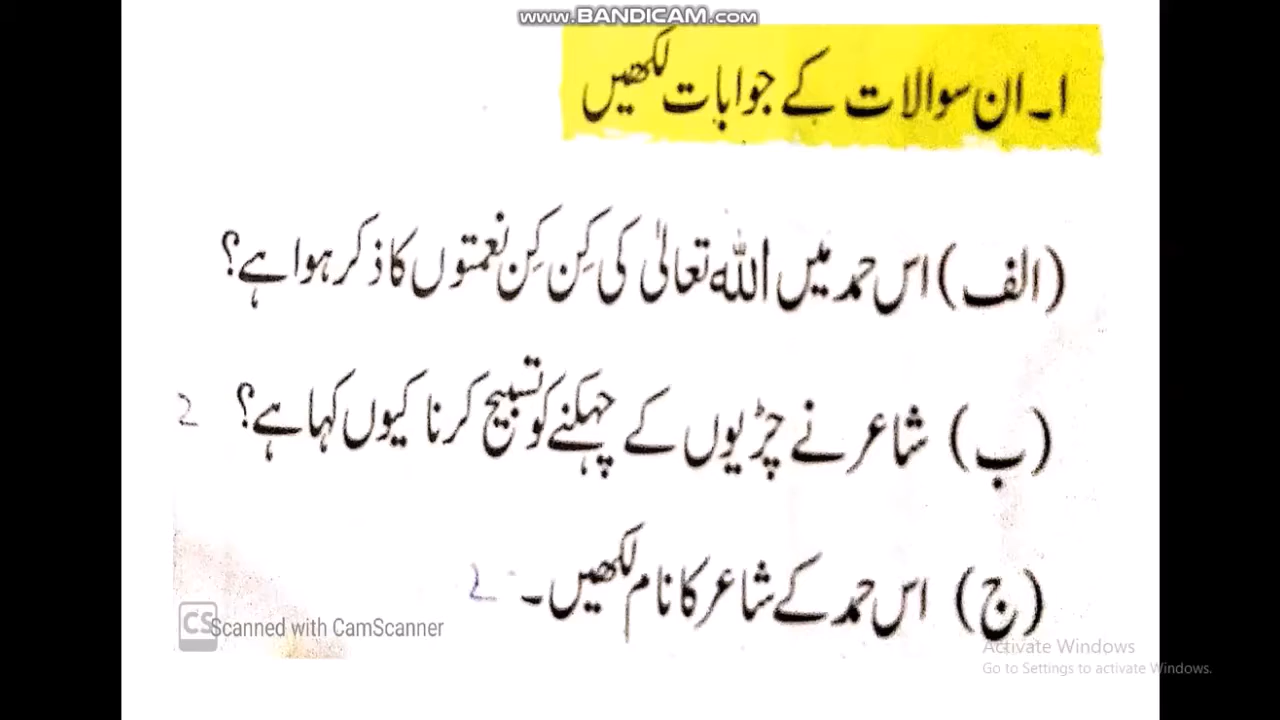 www.BANDICAM.com
۱۔ ان سوالات کے جوابات لکھیں
(الف) اس حمد میں اللہ تعالیٰ کی کِن کِن نعمتوں کا ذکر ہوا ہے؟
(ب) شاعر نے چڑیوں کے چہکنے کو تسبیح کرنا کیوں کہا ہے؟
(ج) اس حمد کے شاعر کا نام لکھیں۔
CS Scanned with CamScanner
Activate Windows
Go to Settings to activate Windows.